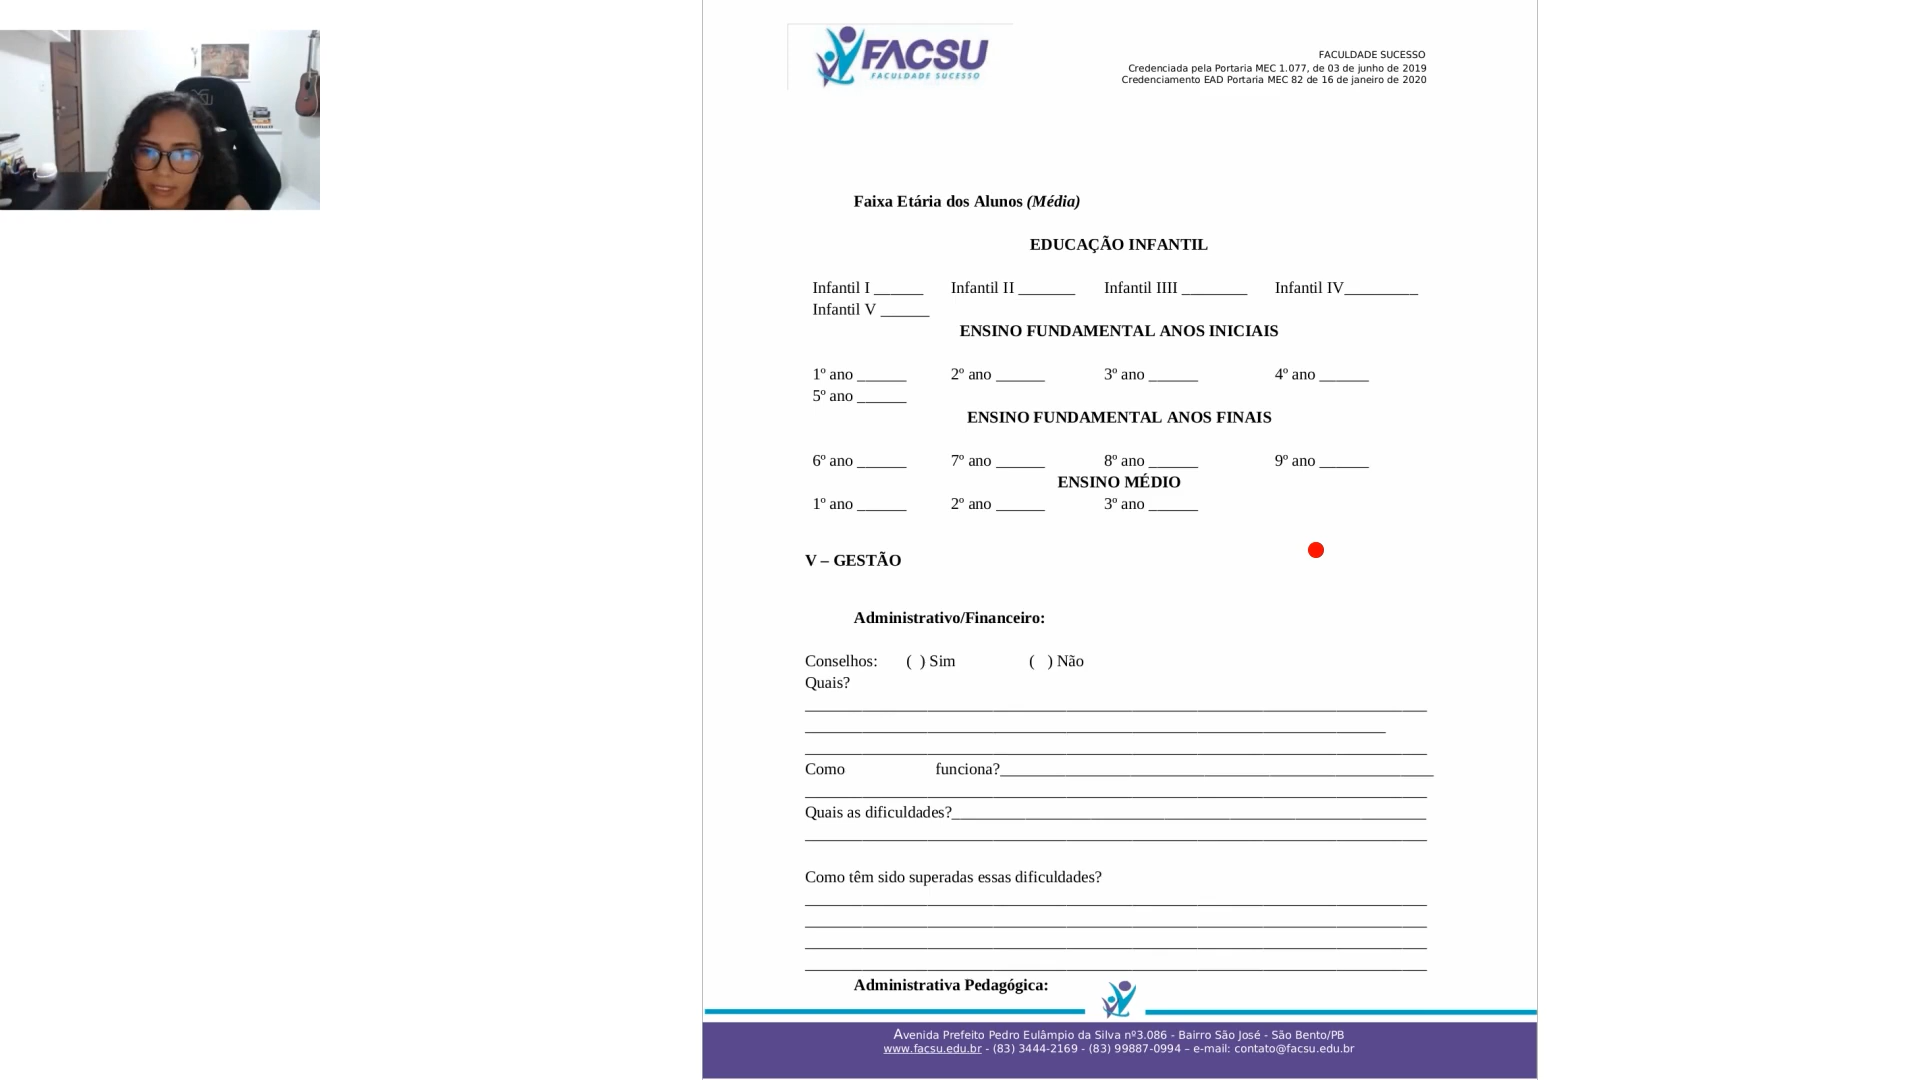 FACSU
FACULDADE SUCESSO
FACULDADE SUCESSO
Credenciada pela Portaria MEC 1.077, de 03 de junho de 2019
Credenciamento EAD Portaria MEC 82 de 16 de janeiro de 2020
Faixa Etária dos Alunos (Média)
EDUCAÇÃO INFANTIL
Infantil I ______ Infantil II _______ Infantil IIII ________ Infantil IV_________
Infantil V ______
ENSINO FUNDAMENTAL ANOS INICIAIS
1º ano ______ 2º ano ______ 3º ano ______ 4º ano ______
5º ano ______
ENSINO FUNDAMENTAL ANOS FINAIS
6º ano ______ 7º ano ______ 8º ano ______ 9º ano ______
ENSINO MÉDIO
1º ano ______ 2º ano ______ 3º ano ______
V – GESTÃO
Administrativo/Financeiro:
Conselhos: ( ) Sim ( ) Não
Quais?
Como funciona?
Quais as dificuldades?
Como têm sido superadas essas dificuldades?
Administrativa Pedagógica:
Avenida Prefeito Pedro Eulâmpio da Silva nº3.086 - Bairro São José - São Bento/PB
www.facsu.edu.br - (83) 3444-2169 - (83) 99887-0994 – e-mail: contato@facsu.edu.br